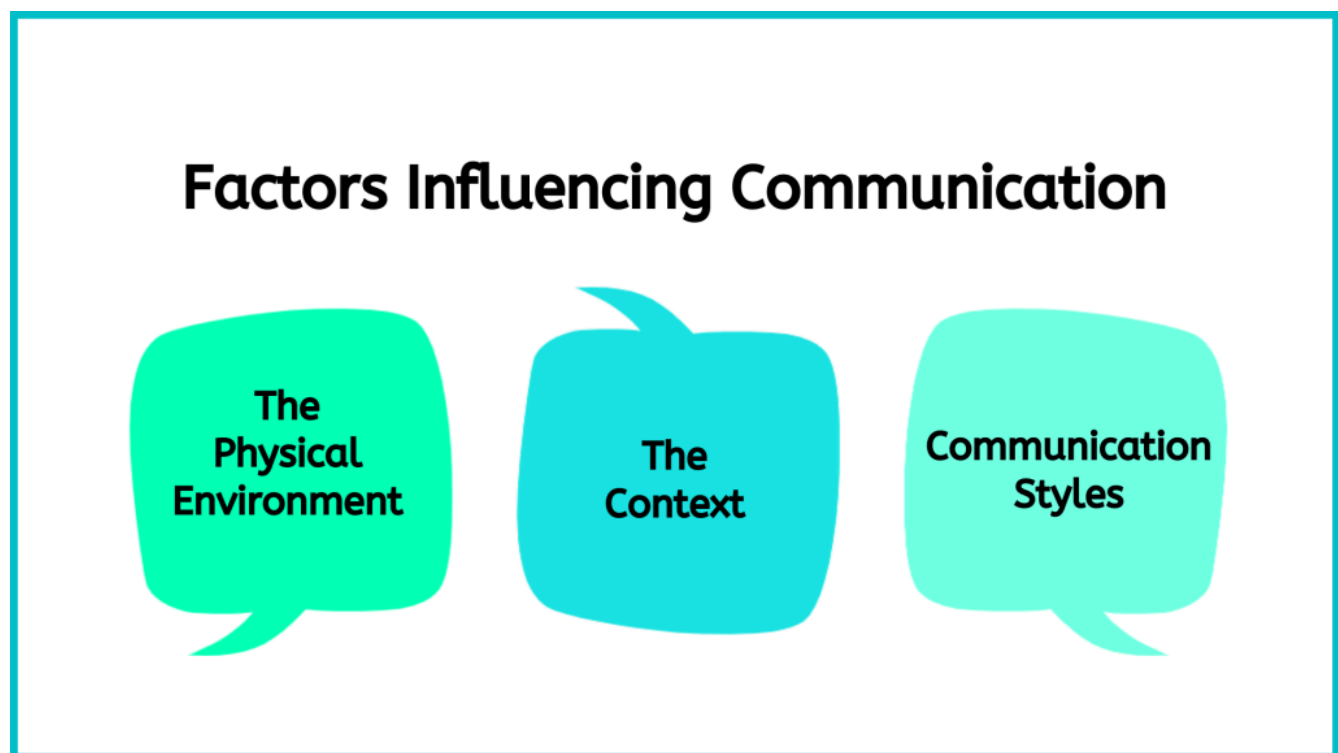 Factors Influencing Communication
The
Physical
Environment
The
Context
Communication
Styles